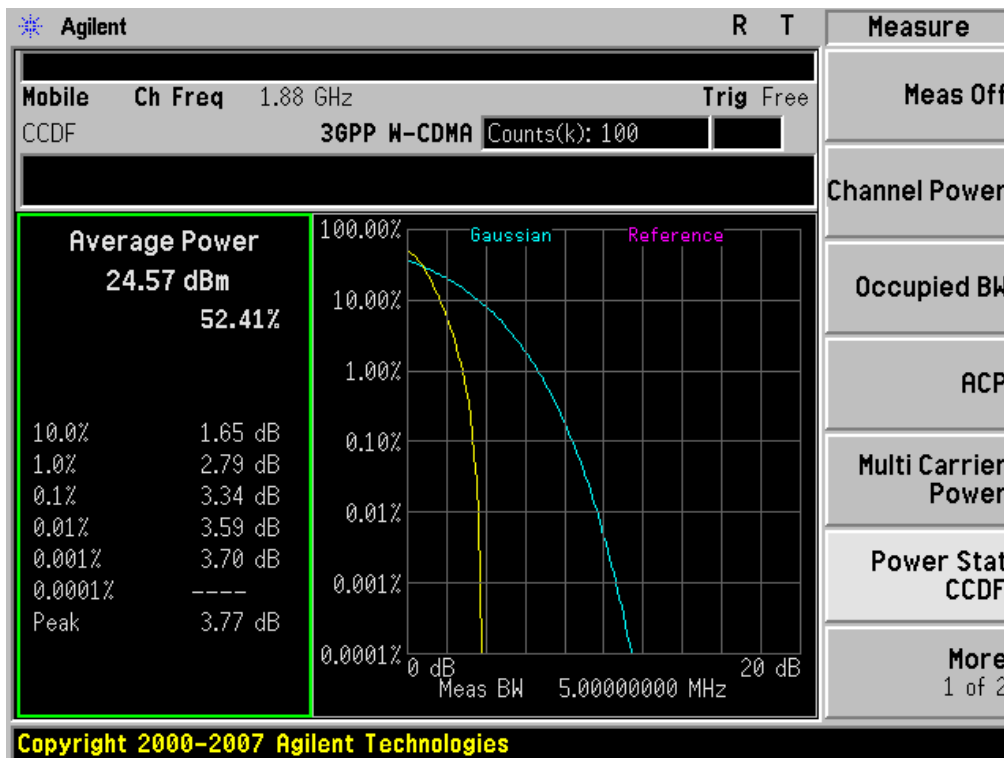 Agilent R T Measure
Mobile Ch Freq 1.88 GHz Trig Free
CCDF 3GPP W-CDMA Counts(k): 100
Average Power
24.57 dBm
52.41%
10.0% 1.65 dB
1.0% 2.79 dB
0.1% 3.34 dB
0.01% 3.59 dB
0.001% 3.70 dB
0.0001% ----
Peak 3.77 dB
Gaussian Reference
100.00%
10.00%
1.00%
0.10%
0.01%
0.001%
0.0001%
0 dB 20 dB
Meas BW 5.00000000 MHz
Meas Off
Channel Power
Occupied BW
ACP
Multi Carrier
Power
Power Stat
CCDF
More
1 of 2
Copyright 2000-2007 Agilent Technologies